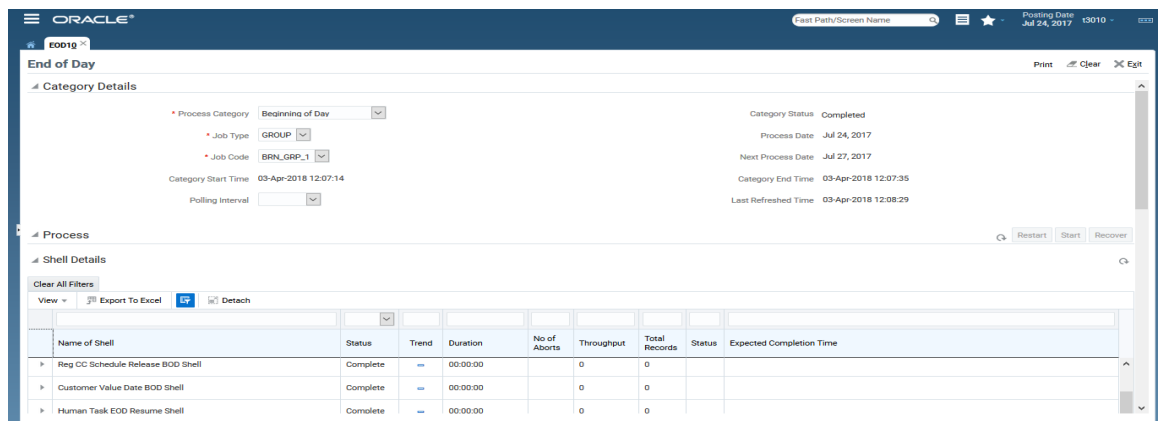 ORACLE®
Fast Path/Screen Name
Posting Date
Jul 24, 2017
t3010
EOD10
End of Day
Print Clear Exit
Category Details
* Process Category Beginning of Day
Category Status Completed
* Job Type GROUP
Process Date Jul 24, 2017
* Job Code BRN_GRP_1
Next Process Date Jul 27, 2017
Category Start Time 03-Apr-2018 12:07:14
Category End Time 03-Apr-2018 12:07:35
Polling Interval
Last Refreshed Time 03-Apr-2018 12:08:29
Process
Restart Start Recover
Shell Details
Clear All Filters
View Export To Excel Detach
Name of Shell Status Trend Duration No of Aborts Throughput Total Records Status Expected Completion Time
Reg CC Schedule Release BOD Shell Complete 00:00:00 0 0
Customer Value Date BOD Shell Complete 00:00:00 0 0
Human Task EOD Resume Shell Complete 00:00:00 0 0